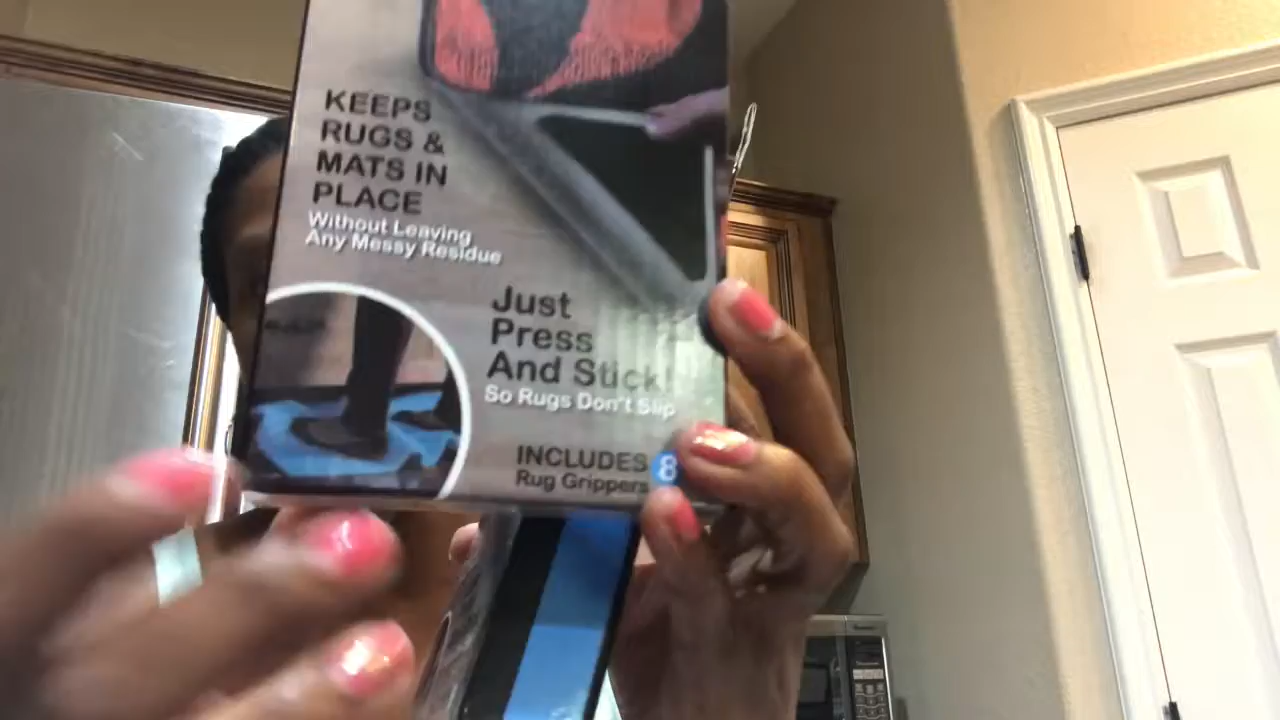 KEEPS
RUGS &
MATS IN
PLACE
Without Leaving
Any Messy Residue
Just
Press
And Stick!
So Rugs Don't Slip
INCLUDES 8
Rug Grippers